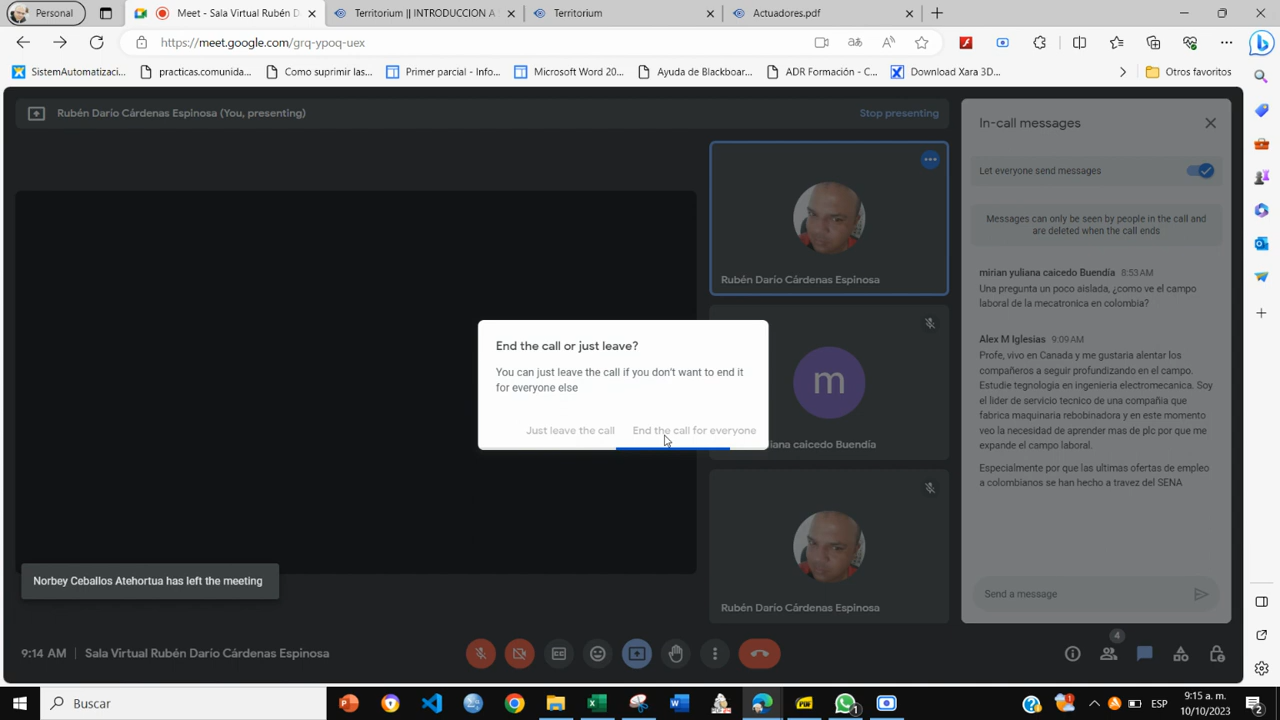 Personal
Meet - Sala Virtual Rubén D
Territorium || INTRODUCCION A
Territorium
Actuadores.pdf
https://meet.google.com/grq-ypoq-uex
SistemAutomatizaci...
practicas.comunida...
Como suprimir las...
Primer parcial - Info...
Microsoft Word 20...
Ayuda de Blackboar...
ADR Formación - C...
Download Xara 3D...
Otros favoritos
Rubén Darío Cárdenas Espinosa (You, presenting)
Stop presenting
Rubén Darío Cárdenas Espinosa
m
liana caicedo Buendía
Rubén Darío Cárdenas Espinosa
End the call or just leave?
You can just leave the call if you don't want to end it
for everyone else
Just leave the call
End the call for everyone
Norbey Ceballos Atehortua has left the meeting
In-call messages
Let everyone send messages
Messages can only be seen by people in the call and
are deleted when the call ends
mirian yuliana caicedo Buendía 8:53 AM
Una pregunta un poco aislada, ¿como ve el campo
laboral de la mecatronica en colombia?
Alex M Iglesias 9:09 AM
Profe, vivo en Canada y me gustaria alentar los
compañeros a seguir profundizando en el campo.
Estudie tegnologia en ingenieria electromecanica. Soy
el lider de servicio tecnico de una compañia que
fabrica maquinaria rebobinadora y en este momento
veo la necesidad de aprender mas de plc por que me
expande el campo laboral.
Especialmente por que las ultimas ofertas de empleo
a colombianos se han hecho a travez del SENA
Send a message
9:14 AM
Sala Virtual Rubén Darío Cárdenas Espinosa
4
Buscar
1
ESP
9:15 a. m.
10/10/2023
2